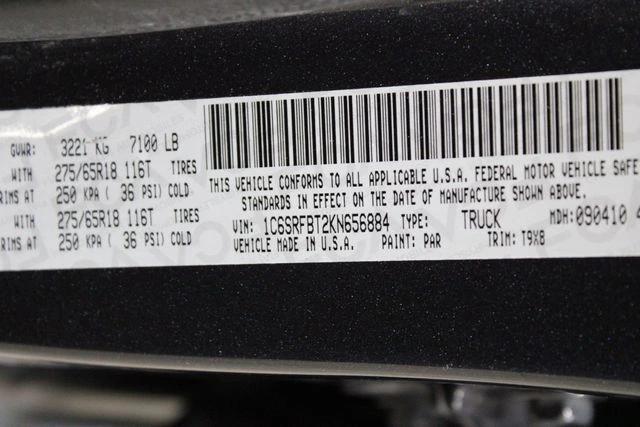 GVWR: 3221 KG 7100 LB
WITH 275/65R18 116T TIRES
RIMS AT 250 KPA ( 36 PSI) COLD
WITH 275/65R18 116T TIRES
RIMS AT 250 KPA ( 36 PSI) COLD
THIS VEHICLE CONFORMS TO ALL APPLICABLE U.S.A. FEDERAL MOTOR VEHICLE SAFE
STANDARDS IN EFFECT ON THE DATE OF MANUFACTURE SHOWN ABOVE.
VIN: 1C6SRFBT2KN656884 TYPE: TRUCK MDH: 090410
VEHICLE MADE IN U.S.A. PAINT: PAR TRIM: T9X8